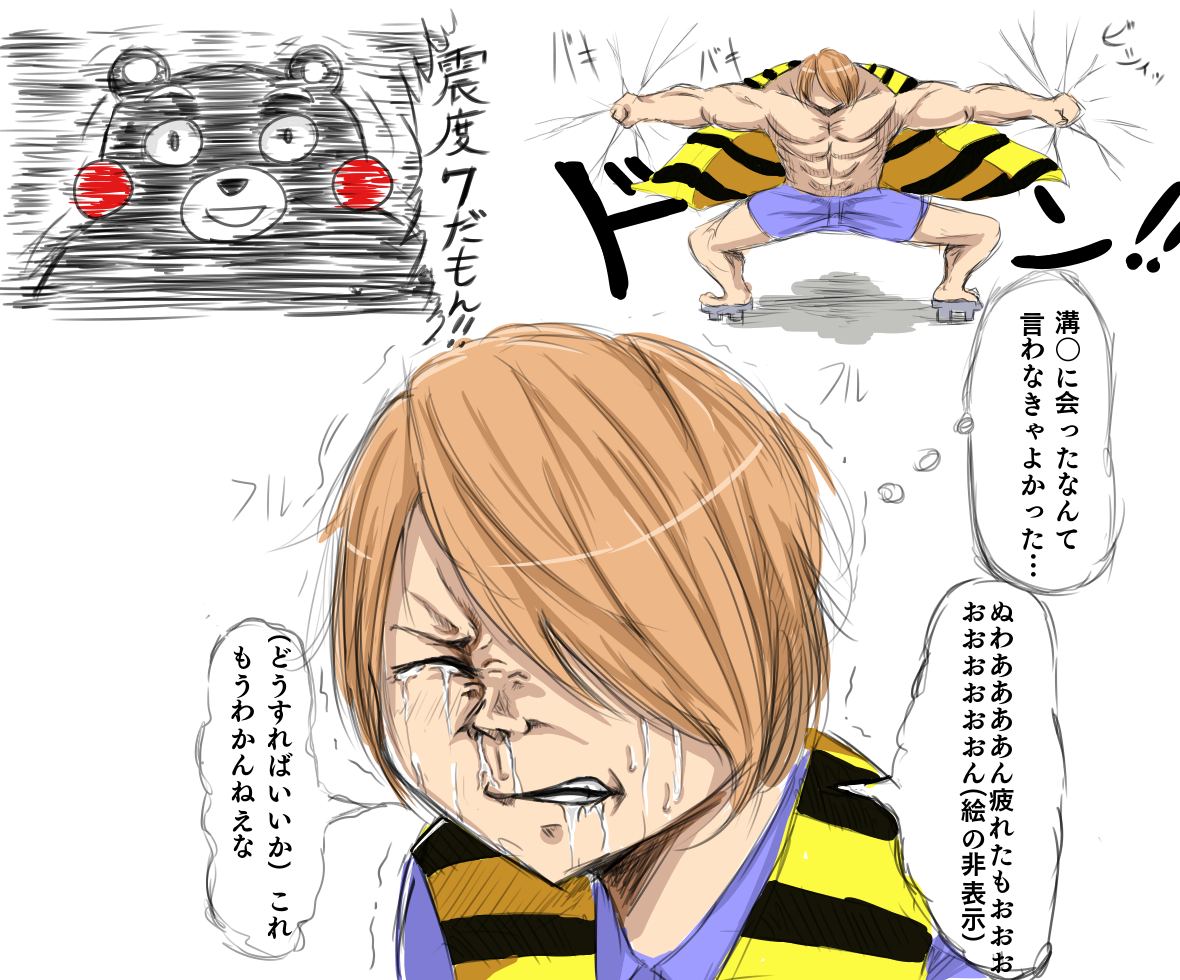 バキ
バキ
ビシィッ
ドン!!
震度7だもん!!
溝〇に会ったなんて
言わなきゃよかった…
フル
フル
ぬわああああん疲れたもおおお
おおおおおおん(絵の非表示)
(どうすればいいか) これ
もうわかんねえな